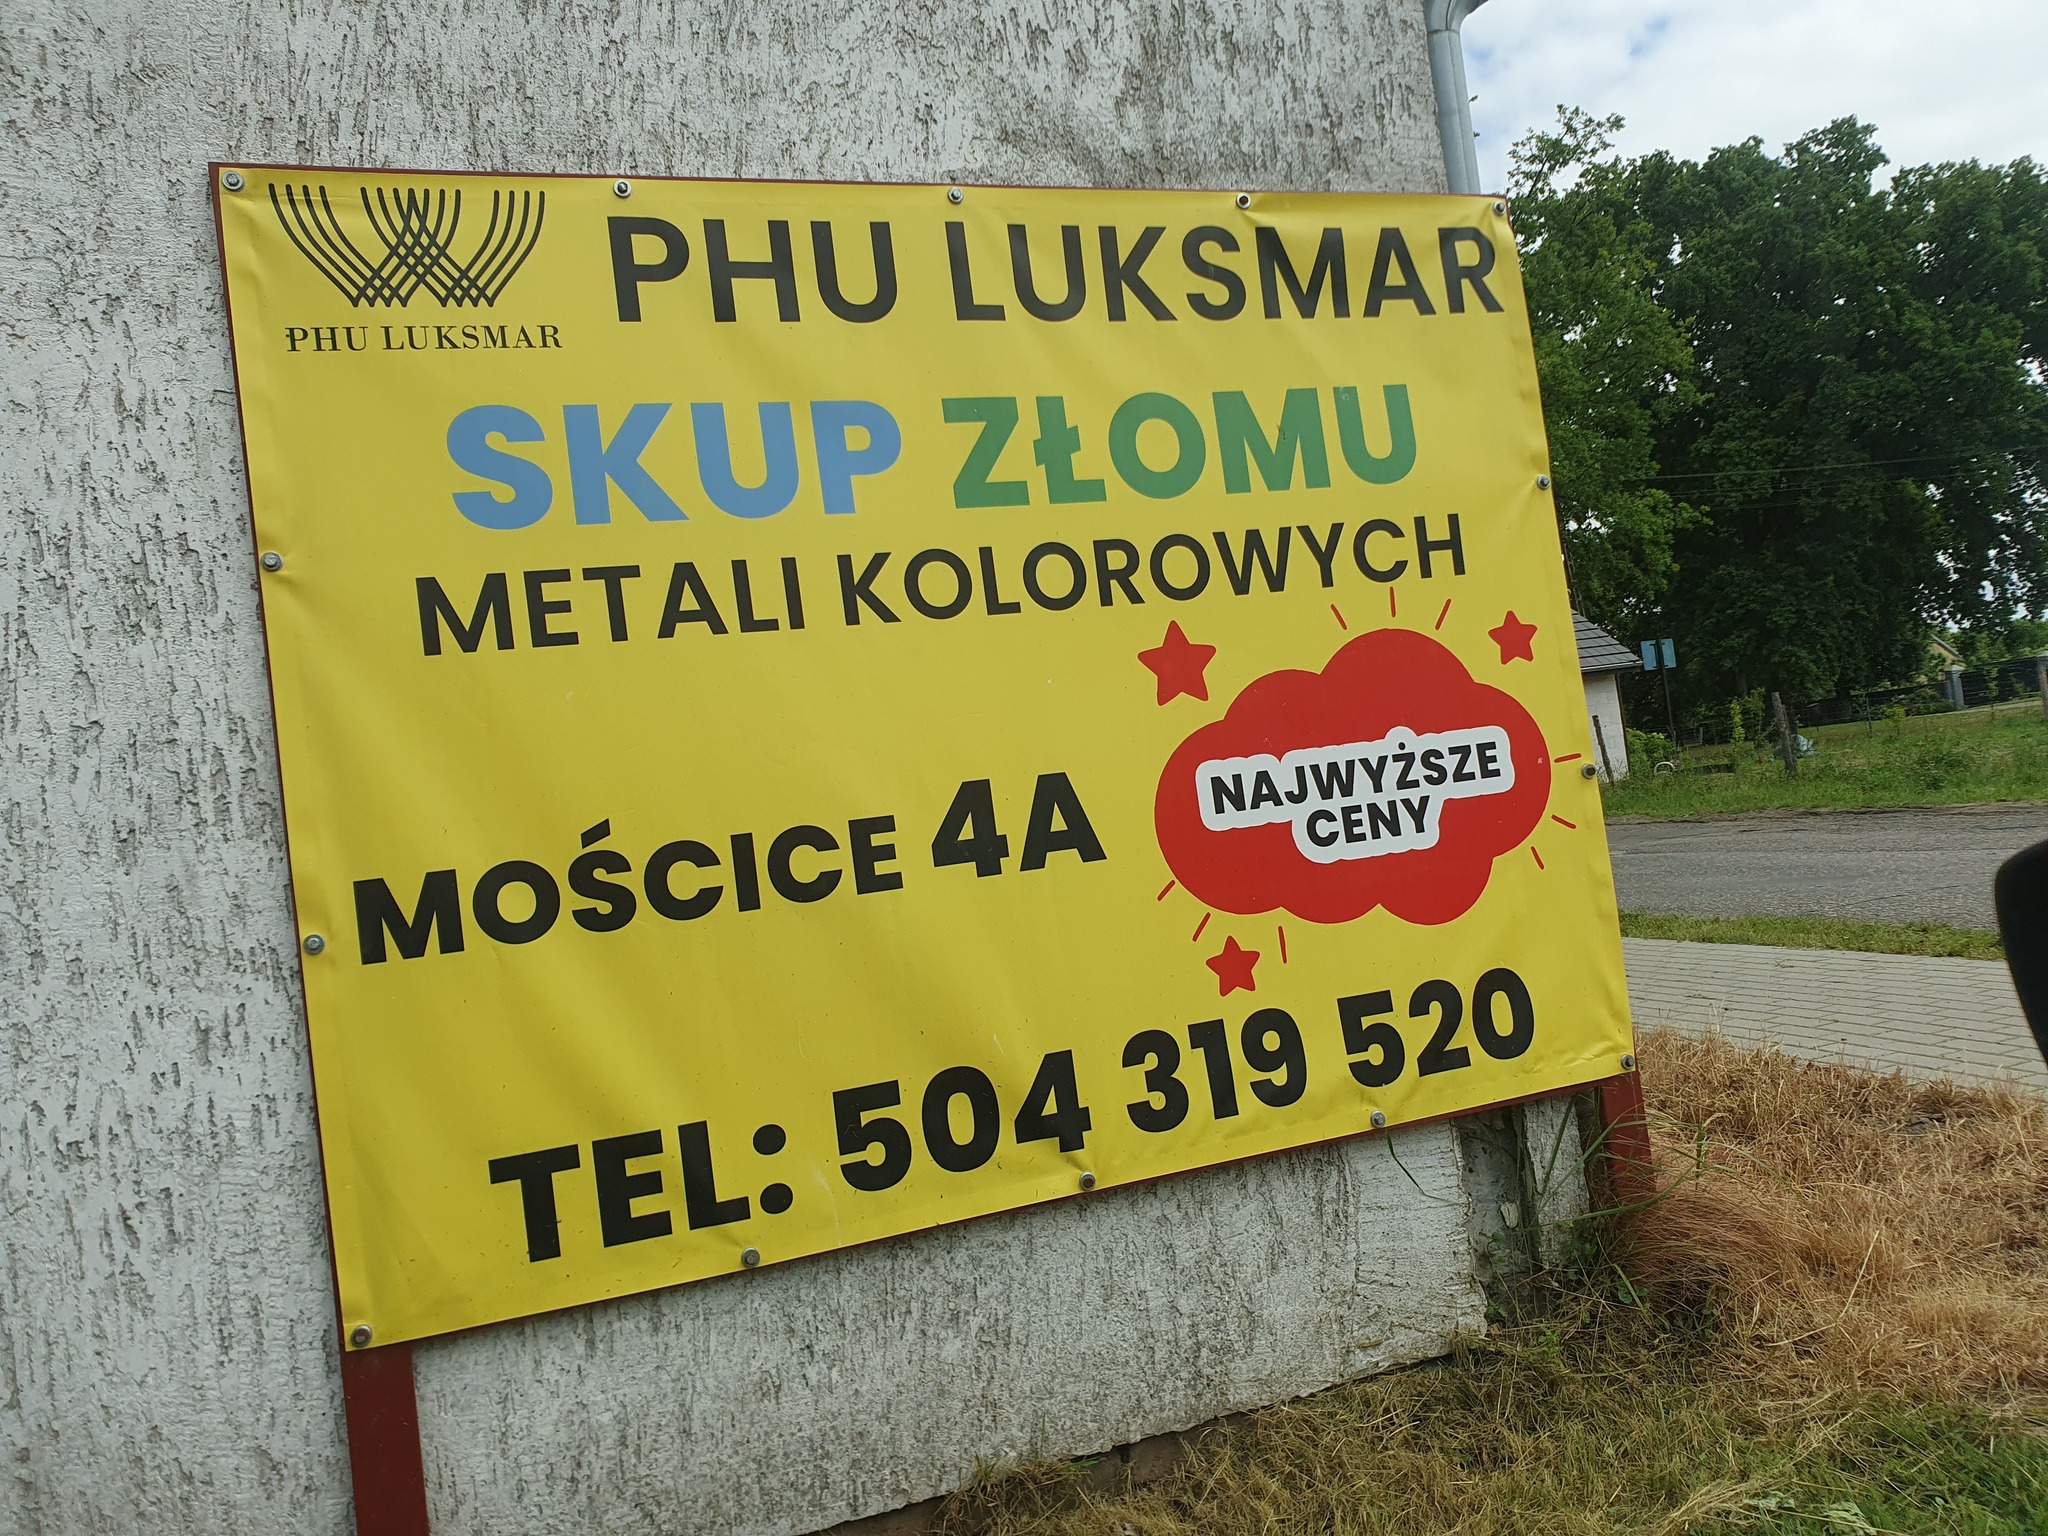 PHU LUKSMAR
PHU LUKSMAR
SKUP ZŁOMU
METALI KOLOROWYCH
NAJWYŻSZE
CENY
MOŚCICE 4A
TEL: 504 319 520